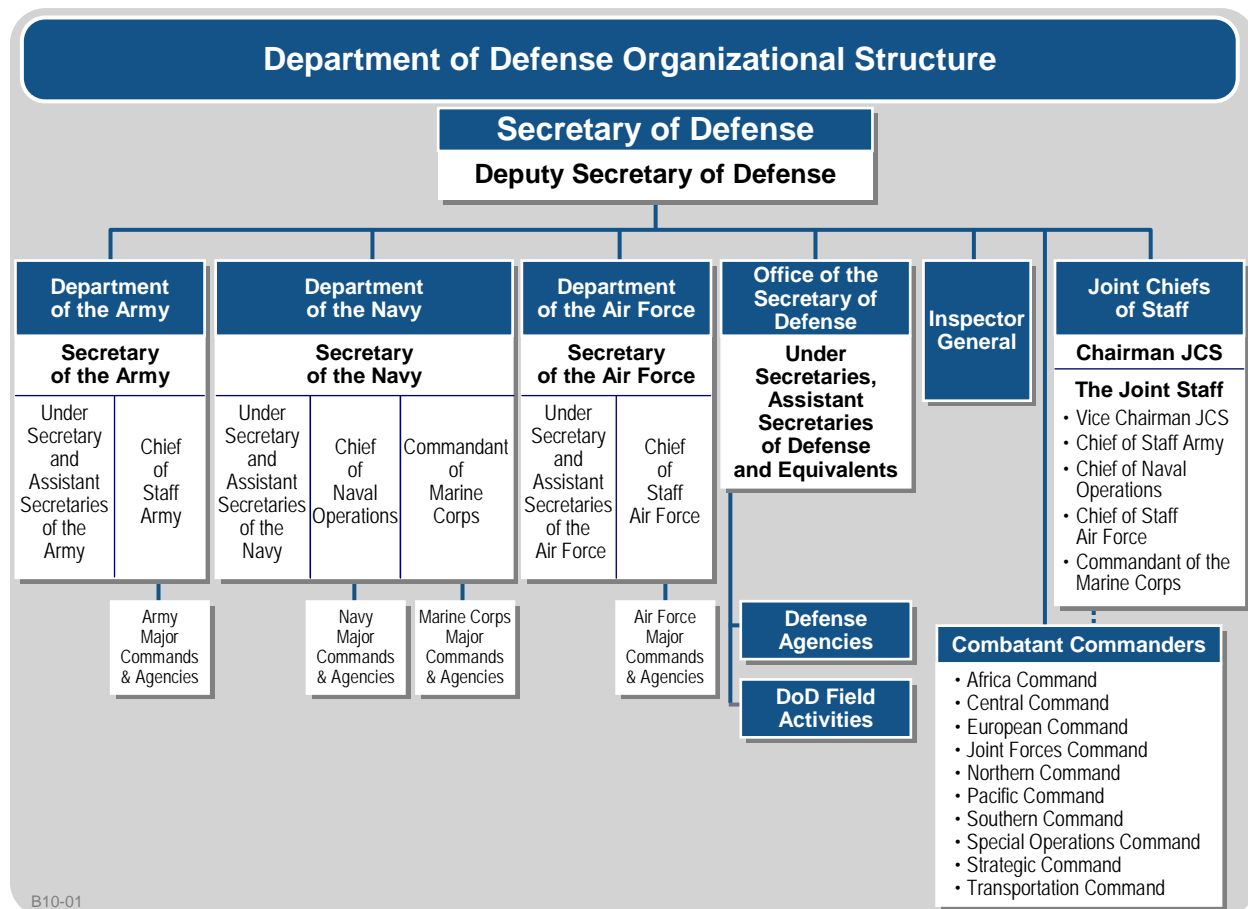 Department of Defense Organizational Structure
Secretary of Defense
Deputy Secretary of Defense
Department
of the Army
Secretary
of the Army
Under
Secretary
and
Assistant
Secretaries
of the
Army
Chief
of
Staff
Army
Army
Major
Commands
& Agencies
Department
of the Navy
Secretary
of the Navy
Under
Secretary
and
Assistant
Secretaries
of the
Navy
Chief
of
Naval
Operations
Commandant
of
Marine
Corps
Navy
Major
Commands
& Agencies
Marine Corps
Major
Commands
& Agencies
Department
of the Air Force
Secretary
of the Air Force
Under
Secretary
and Assistant
Secretaries
of the
Air Force
Chief
of
Staff
Air Force
Air Force
Major
Commands
& Agencies
Office of the
Secretary of
Defense
Under
Secretaries,
Assistant
Secretaries
of Defense
and Equivalents
Defense
Agencies
DoD Field
Activities
Inspector
General
Joint Chiefs
of Staff
Chairman JCS
The Joint Staff
• Vice Chairman JCS
• Chief of Staff Army
• Chief of Naval
Operations
• Chief of Staff
Air Force
• Commandant of the
Marine Corps
Combatant Commanders
• Africa Command
• Central Command
• European Command
• Joint Forces Command
• Northern Command
• Pacific Command
• Southern Command
• Special Operations Command
• Strategic Command
• Transportation Command
B10-01